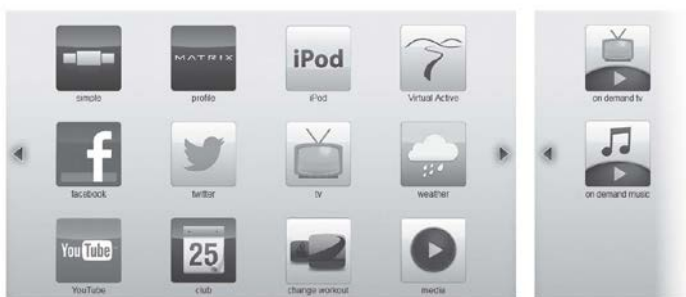 MATRIX
iPod
simple
profile
iPod
Virtual Active
on demand tv
f
facebook
twitter
tv
weather
on demand music
You Tube
25
YouTube
club
change workout
media